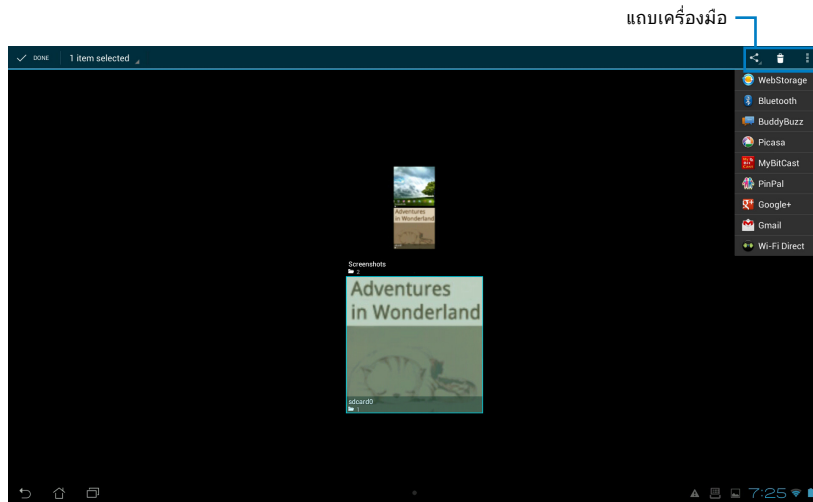 แถบเครื่องมือ
DONE 1 item selected
WebStorage
Bluetooth
BuddyBuzz
Picasa
MyBitCast
PinPal
Google+
Gmail
Wi-Fi Direct
Adventures
in Wonderland
Screenshots
2
Adventures
in Wonderland
sdcard0
1
7:25